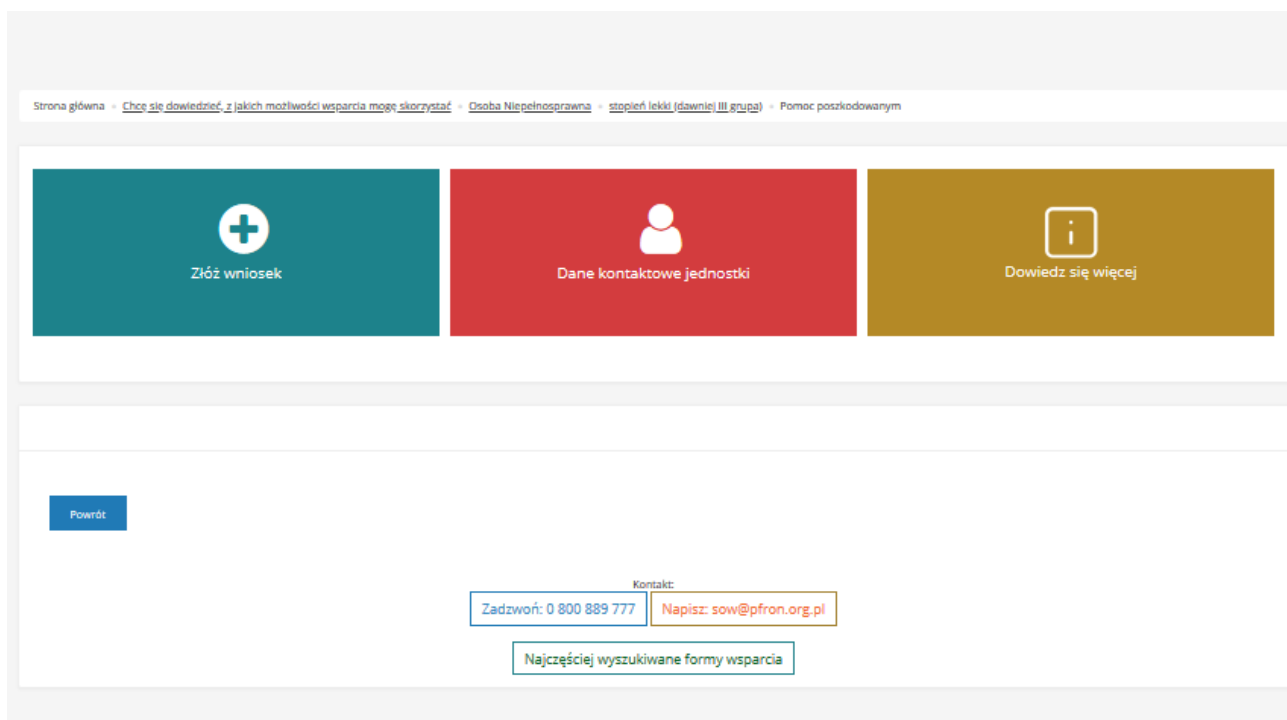 Strona główna » Chcę się dowiedzieć, z jakich możliwości wsparcia mogę skorzystać » Osoba Niepełnosprawna » stopień lekki (dawniej III grupa) » Pomoc poszkodowanym
Złóż wniosek
Dane kontaktowe jednostki
Dowiedz się więcej
Powrót
Kontakt:
Zadzwoń: 0 800 889 777 Napisz: sow@pfron.org.pl
Najczęściej wyszukiwane formy wsparcia